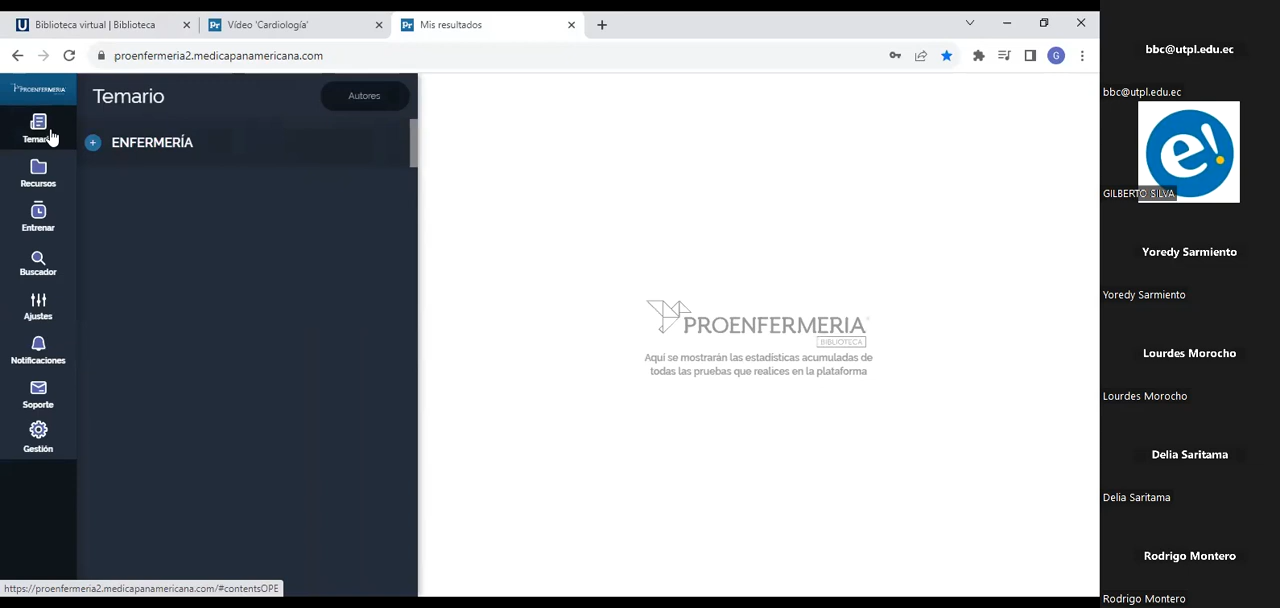 Biblioteca virtual | Biblioteca
Vídeo 'Cardiología'
Mis resultados
proenfermeria2.medicapanamericana.com
PROENFERMERIA
Temario
Autores
ENFERMERÍA
Recursos
Entrenar
Buscador
Ajustes
Notificaciones
Soporte
Gestión
PROENFERMERIA
BIBLIOTECA
Aquí se mostrarán las estadísticas acumuladas de
todas las pruebas que realices en la plataforma
https://proenfermeria2.medicapanamericana.com/#contentsOPE
bbc@utpl.edu.ec
bbc@utpl.edu.ec
e!
GILBERTO SILVA
Yoredy Sarmiento
Yoredy Sarmiento
Lourdes Morocho
Lourdes Morocho
Delia Saritama
Delia Saritama
Rodrigo Montero
Rodrigo Montero